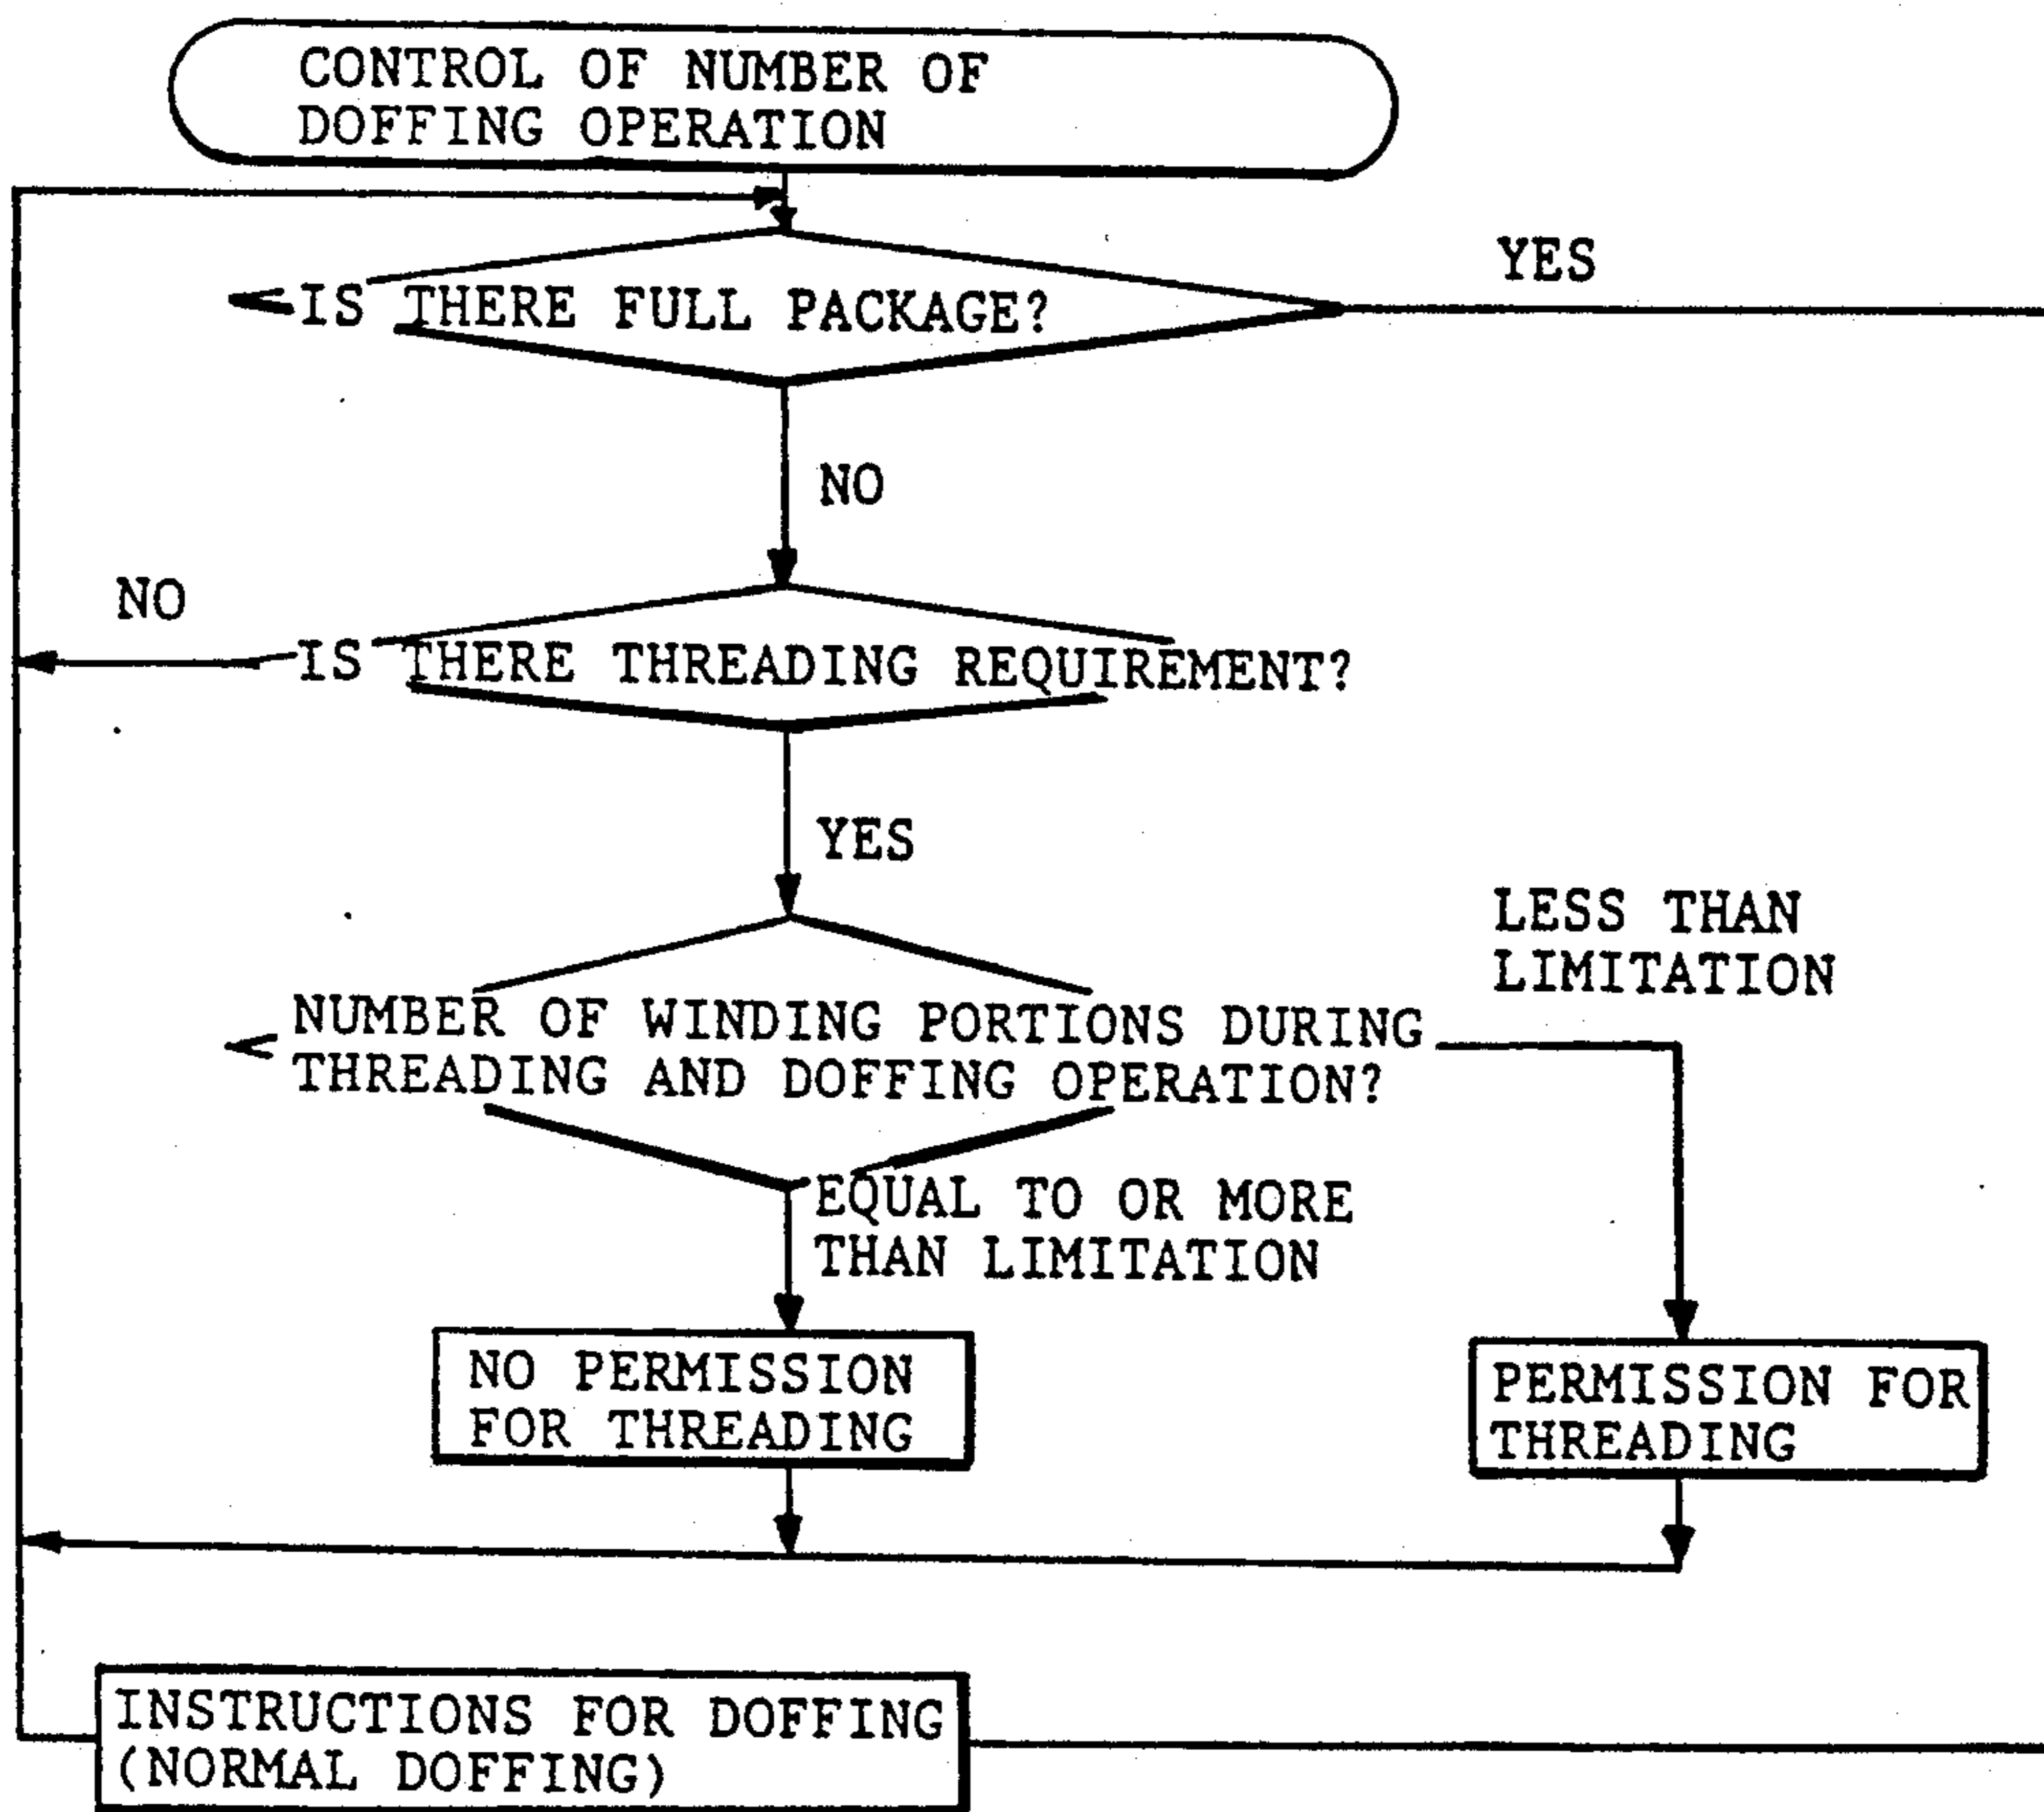 CONTROL OF NUMBER OF
DOFFING OPERATION
YES
IS THERE FULL PACKAGE?
NO
NO
IS THERE THREADING REQUIREMENT?
YES
LESS THAN
LIMITATION
NUMBER OF WINDING PORTIONS DURING
THREADING AND DOFFING OPERATION?
EQUAL TO OR MORE
THAN LIMITATION
NO PERMISSION
FOR THREADING
PERMISSION FOR
THREADING
INSTRUCTIONS FOR DOFFING
(NORMAL DOFFING)